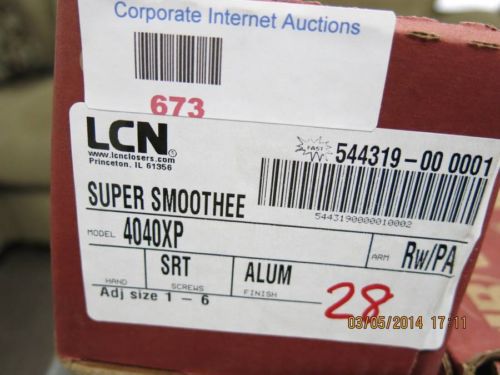 Corporate Internet Auctions
673
LCN
®
www.lcnclosers.com
Princeton, IL 61356
FAST
544319-00 0001
5443190000010002
SUPER SMOOTHEE
MODEL 4040XP
ARM RW/PA
HAND SRT SCREWS
ALUM FINISH
Adj size 1 - 6
28
03/05/2014 17:11